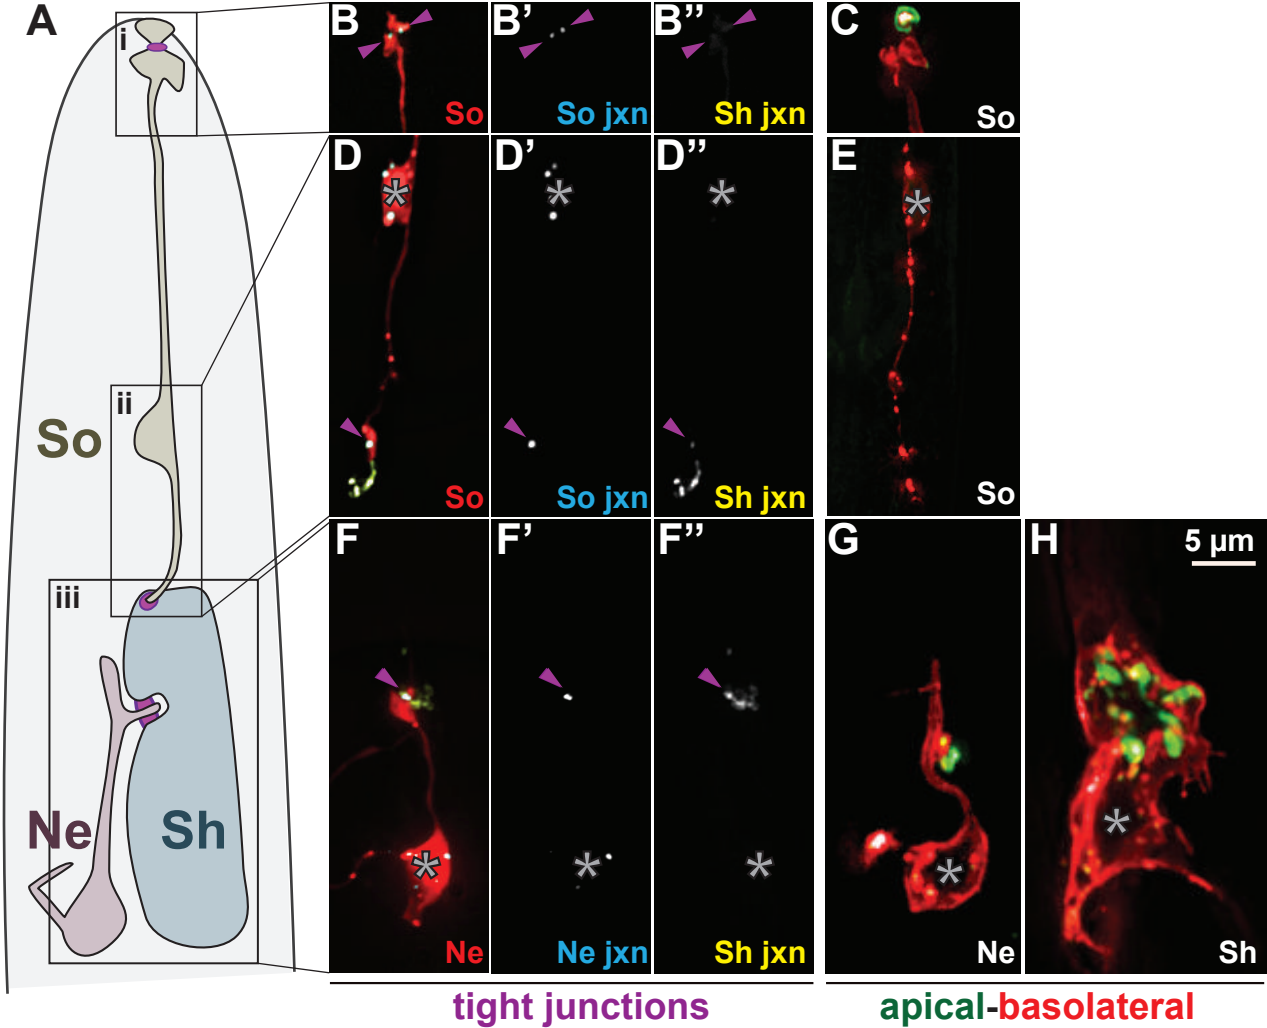 A
i
ii
iii
So
Ne
Sh
B
So
B’
So jxn
B’’
Sh jxn
C
So
D
*
So
D’
*
So jxn
D’’
*
Sh jxn
E
*
So
F
*
Ne
F’
*
Ne jxn
F’’
*
Sh jxn
G
*
Ne
H
5 µm
*
Sh
tight junctions
apical-basolateral